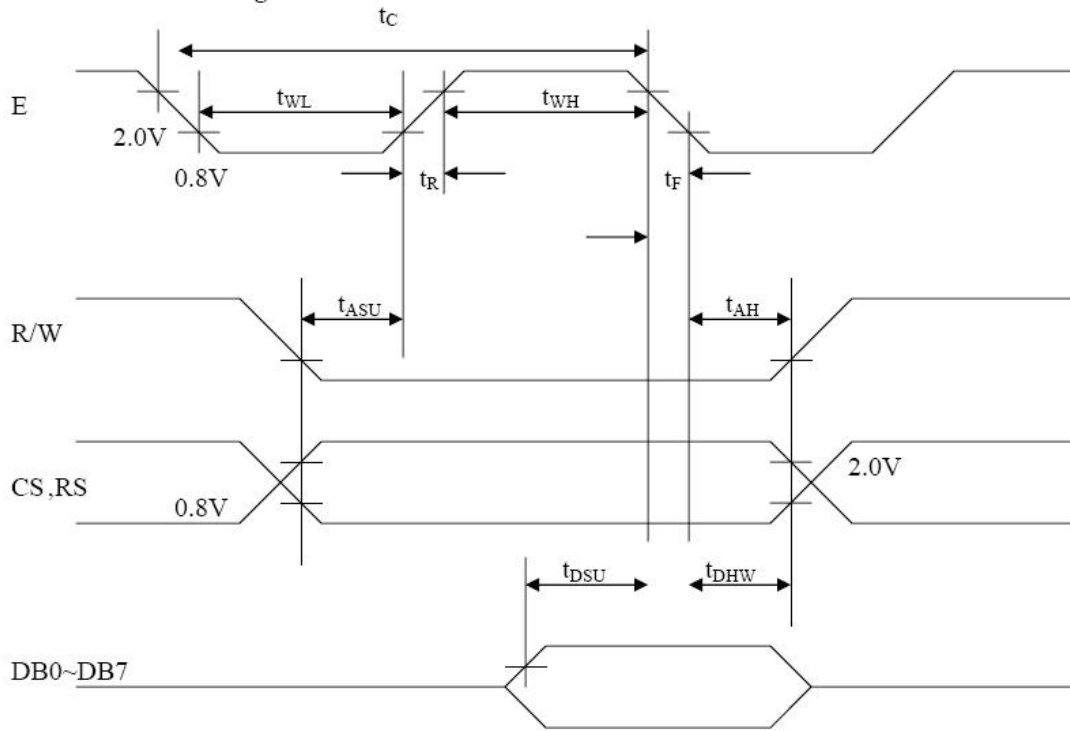 tC
E
tWL
tWH
2.0V
0.8V
tR
tF
tASU
tAH
R/W
2.0V
CS ,RS
0.8V
tDSU
tDHW
DB0~DB7